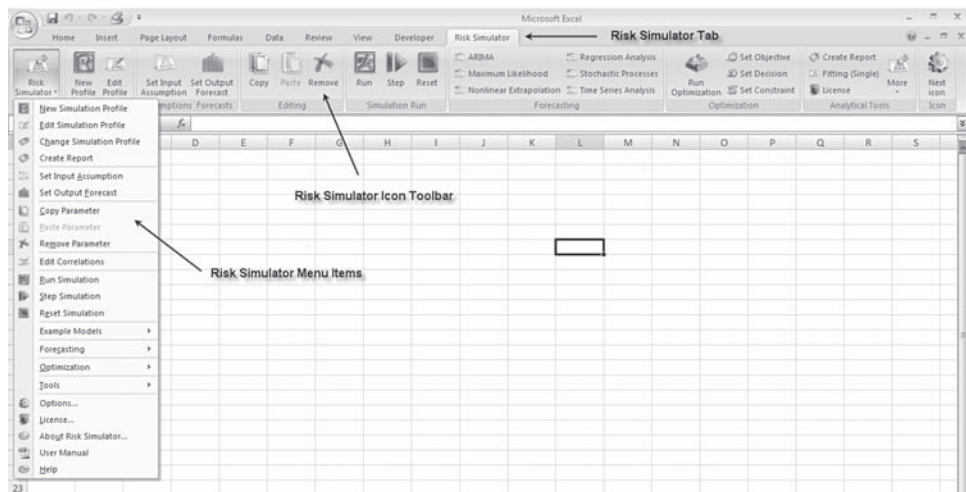 Microsoft Excel
Home Insert Page Layout Formulas Data Review View Developer Risk Simulator
Risk Simulator Tab
Risk Simulator
New Profile
Edit Profile
Set Input Assumption
Set Output Forecast
Copy
Paste
Remove
Run
Step
Reset
ARIMA
Maximum Likelihood
Nonlinear Extrapolation
Regression Analysis
Stochastic Processes
Time Series Analysis
Run Optimization
Set Objective
Set Decision
Set Constraint
Create Report
Fitting (Single)
License
More
Next icon
Forecasts
Editing
Simulation Run
Forecasting
Optimization
Analytical Tools
Icon
fx
D E F G H I J K L M N O P Q R S
New Simulation Profile
Edit Simulation Profile
Change Simulation Profile
Create Report
Set Input Assumption
Set Output Forecast
Copy Parameter
Paste Parameter
Remove Parameter
Edit Correlations
Run Simulation
Step Simulation
Reset Simulation
Example Models
Forecasting
Optimization
Tools
Options...
License...
About Risk Simulator...
User Manual
Help
23
Risk Simulator Icon Toolbar
Risk Simulator Menu Items